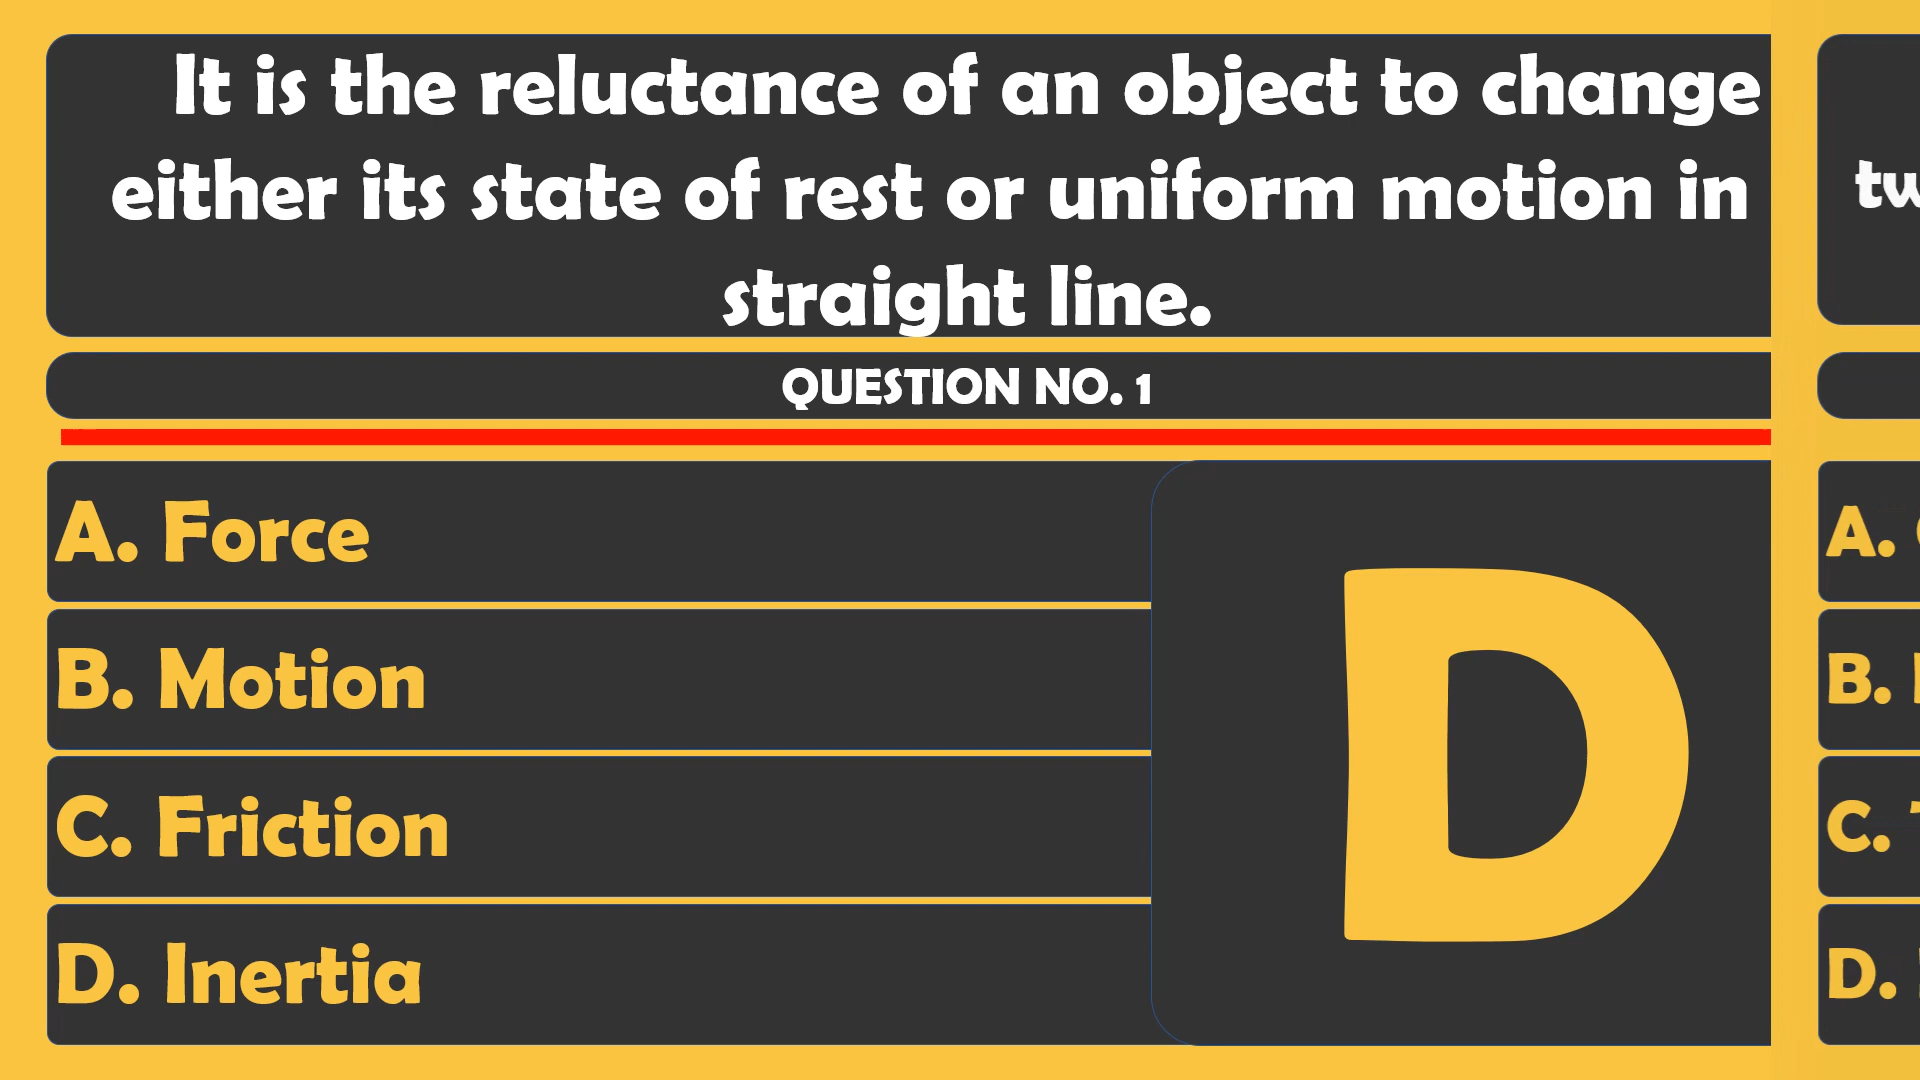 It is the reluctance of an object to change
either its state of rest or uniform motion in
straight line.
QUESTION NO. 1
A. Force
B. Motion
C. Friction
D. Inertia
D
A.
B.
C.
D.